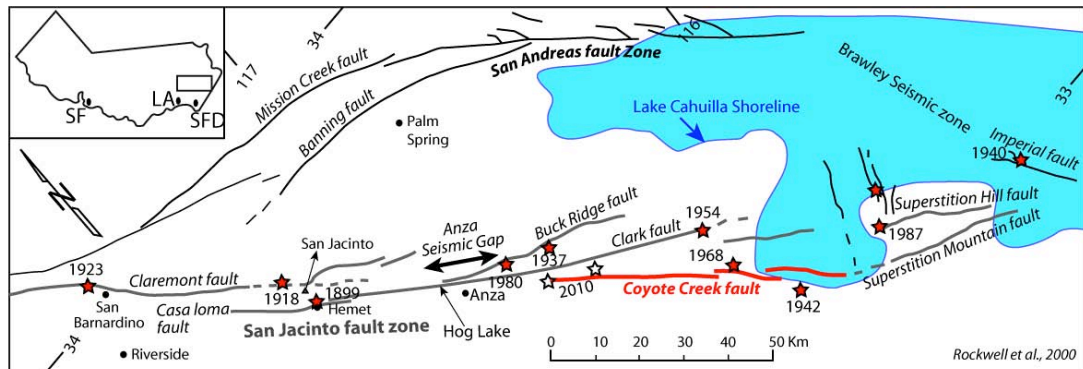 34
117
116
33
34
SF
LA
SFD
N
Mission Creek fault
Banning fault
San Andreas fault Zone
Palm
Spring
Lake Cahuilla Shoreline
Brawley Seismic zone
Imperial fault
1940
Superstition Hill fault
1987
Superstition Mountain fault
Anza
Seismic Gap
Buck Ridge fault
1937
1980
Clark fault
1954
1968
1942
2010
Coyote Creek fault
San Jacinto
1923
Claremont fault
1918
1899
Hemet
San
Barnardino
Casa loma
fault
San Jacinto fault zone
Anza
Hog Lake
Riverside
0 10 20 30 40 50 Km
Rockwell et al., 2000